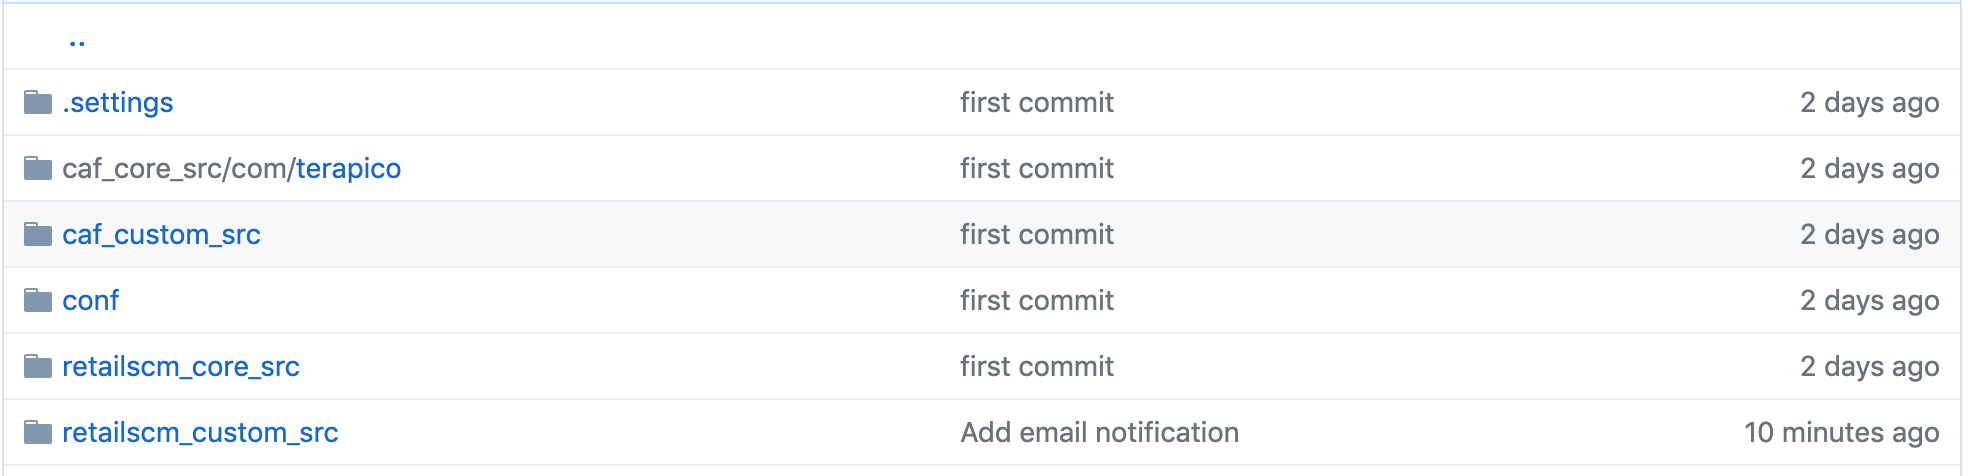 ..
.settings first commit 2 days ago
caf_core_src/com/terapico first commit 2 days ago
caf_custom_src first commit 2 days ago
conf first commit 2 days ago
retailscm_core_src first commit 2 days ago
retailscm_custom_src Add email notification 10 minutes ago